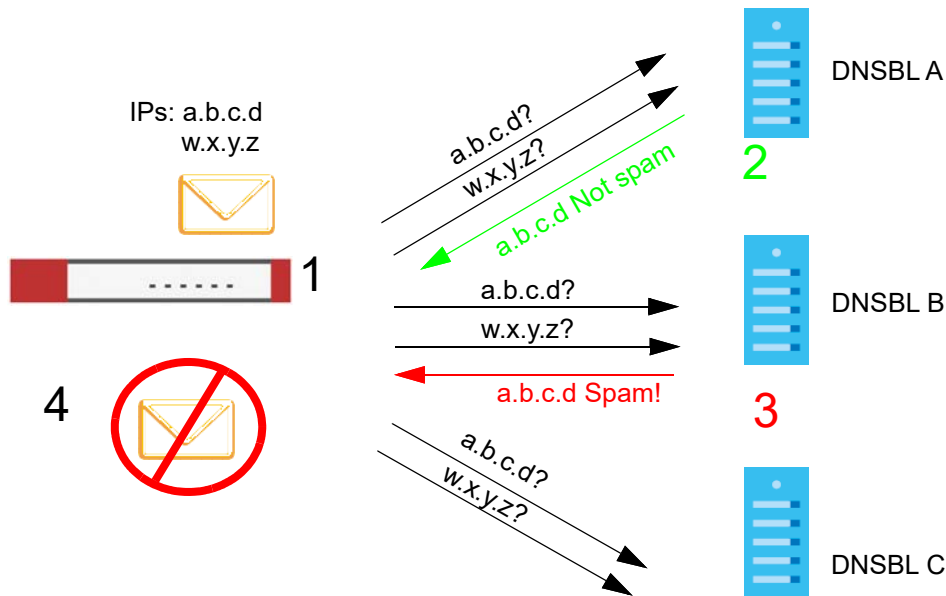 IPs: a.b.c.d
w.x.y.z
1
4
a.b.c.d?
w.x.y.z?
a.b.c.d Not spam
DNSBL A
2
a.b.c.d?
w.x.y.z?
a.b.c.d Spam!
DNSBL B
3
a.b.c.d?
w.x.y.z?
DNSBL C